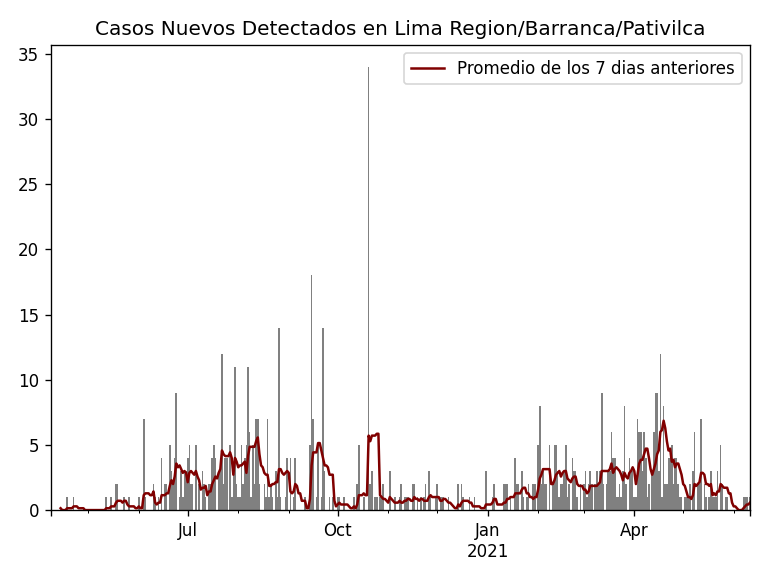 Casos Nuevos Detectados en Lima Region/Barranca/Pativilca
Promedio de los 7 dias anteriores
35
30
25
20
15
10
5
0
Jul
Oct
Jan
2021
Apr